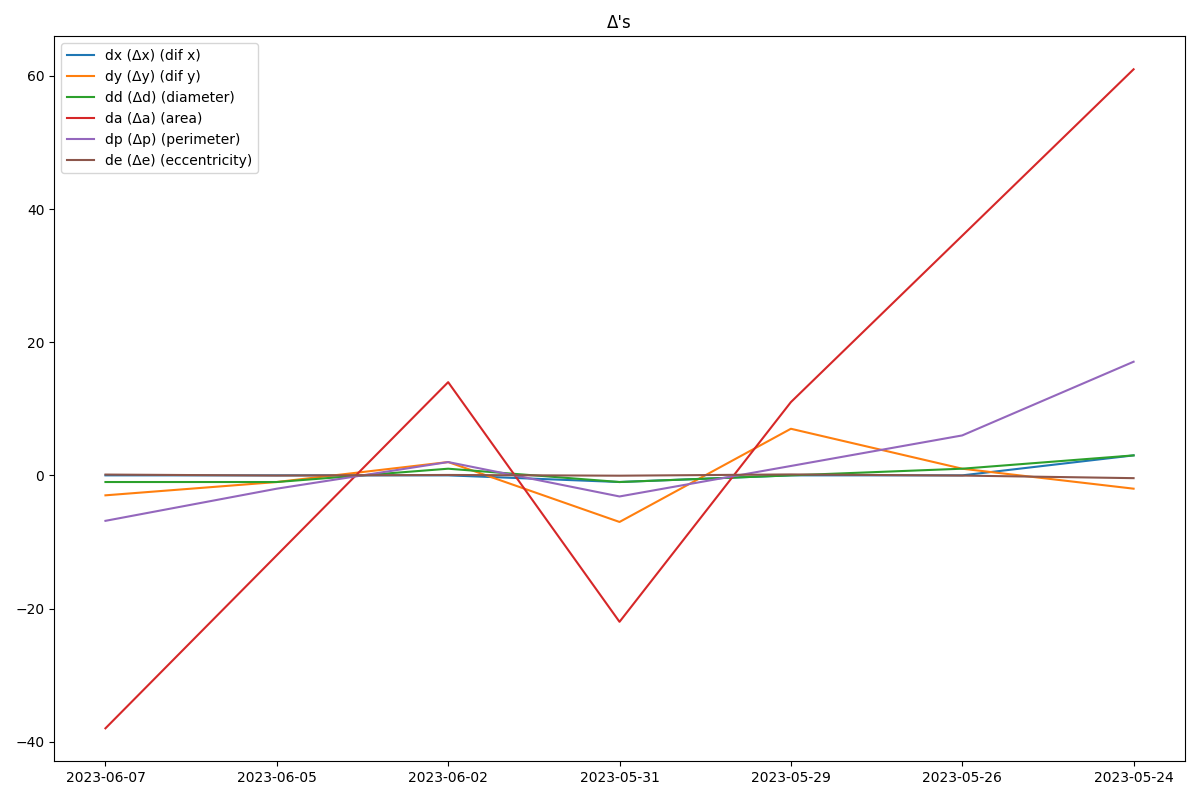 Δ's
dx (Δx) (dif x)
dy (Δy) (dif y)
dd (Δd) (diameter)
da (Δa) (area)
dp (Δp) (perimeter)
de (Δe) (eccentricity)
60
40
20
0
−20
−40
2023-06-07 2023-06-05 2023-06-02 2023-05-31 2023-05-29 2023-05-26 2023-05-24